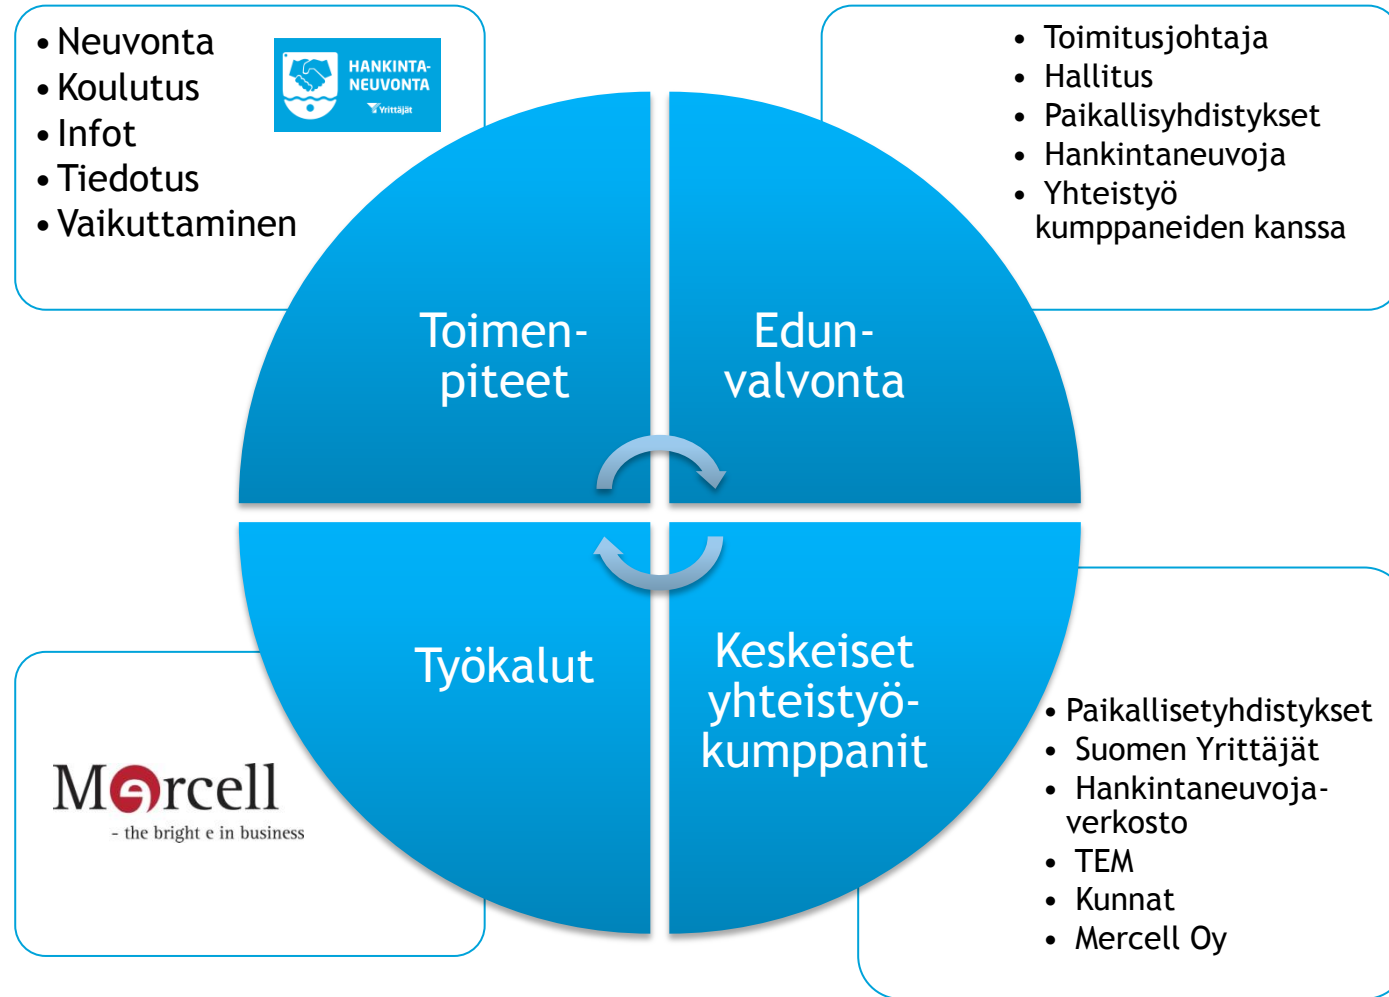 • Neuvonta
• Koulutus
• Infot
• Tiedotus
• Vaikuttaminen
HANKINTA-
NEUVONTA
Yrittäjät
• Toimitusjohtaja
• Hallitus
• Paikallisyhdistykset
• Hankintaneuvoja
• Yhteistyö
kumppaneiden kanssa
Toimen-
piteet
Edun-
valvonta
Työkalut
Keskeiset
yhteistyö-
kumppanit
Mercell
- the bright e in business
• Paikallisetyhdistykset
• Suomen Yrittäjät
• Hankintaneuvoja-
verkosto
• TEM
• Kunnat
• Mercell Oy